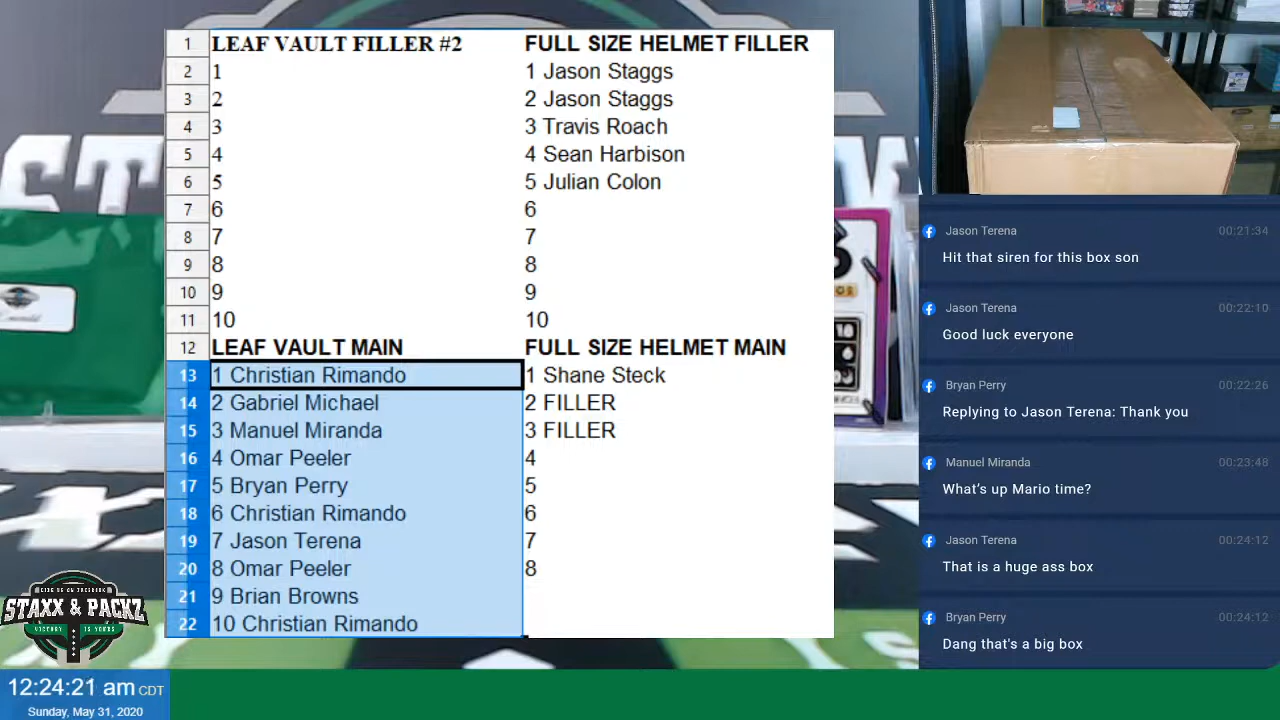 1 LEAF VAULT FILLER #2 FULL SIZE HELMET FILLER
2 1 1 Jason Staggs
3 2 2 Jason Staggs
4 3 3 Travis Roach
5 4 4 Sean Harbison
6 5 5 Julian Colon
7 6 6
8 7 7
9 8 8
10 9 9
11 10 10
12 LEAF VAULT MAIN FULL SIZE HELMET MAIN
13 1 Christian Rimando 1 Shane Steck
14 2 Gabriel Michael 2 FILLER
15 3 Manuel Miranda 3 FILLER
16 4 Omar Peeler 4
17 5 Bryan Perry 5
18 6 Christian Rimando 6
19 7 Jason Terena 7
20 8 Omar Peeler 8
21 9 Brian Browns
22 10 Christian Rimando
Jason Terena 00:21:34
Hit that siren for this box son
Jason Terena 00:22:10
Good luck everyone
Bryan Perry 00:22:26
Replying to Jason Terena: Thank you
Manuel Miranda 00:23:48
What's up Mario time?
Jason Terena 00:24:12
That is a huge ass box
Bryan Perry 00:24:12
Dang that's a big box
STAXX & PACKZ
VICTORY IS YOURS
12:24:21 am CDT
Sunday, May 31, 2020